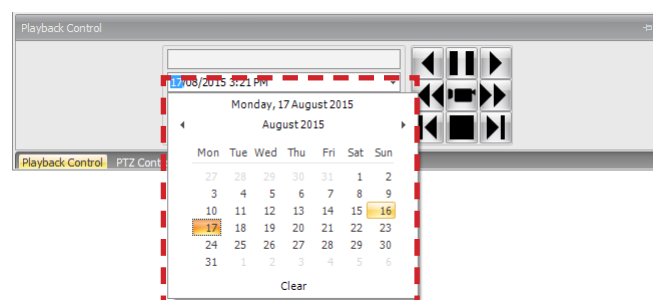 Playback Control
17/08/2015 3:21 PM
Monday, 17 August 2015
August 2015
Mon Tue Wed Thu Fri Sat Sun
27 28 29 30 31 1 2
3 4 5 6 7 8 9
10 11 12 13 14 15 16
17 18 19 20 21 22 23
24 25 26 27 28 29 30
31 1 2 3 4 5 6
Clear
Playback Control PTZ Cont